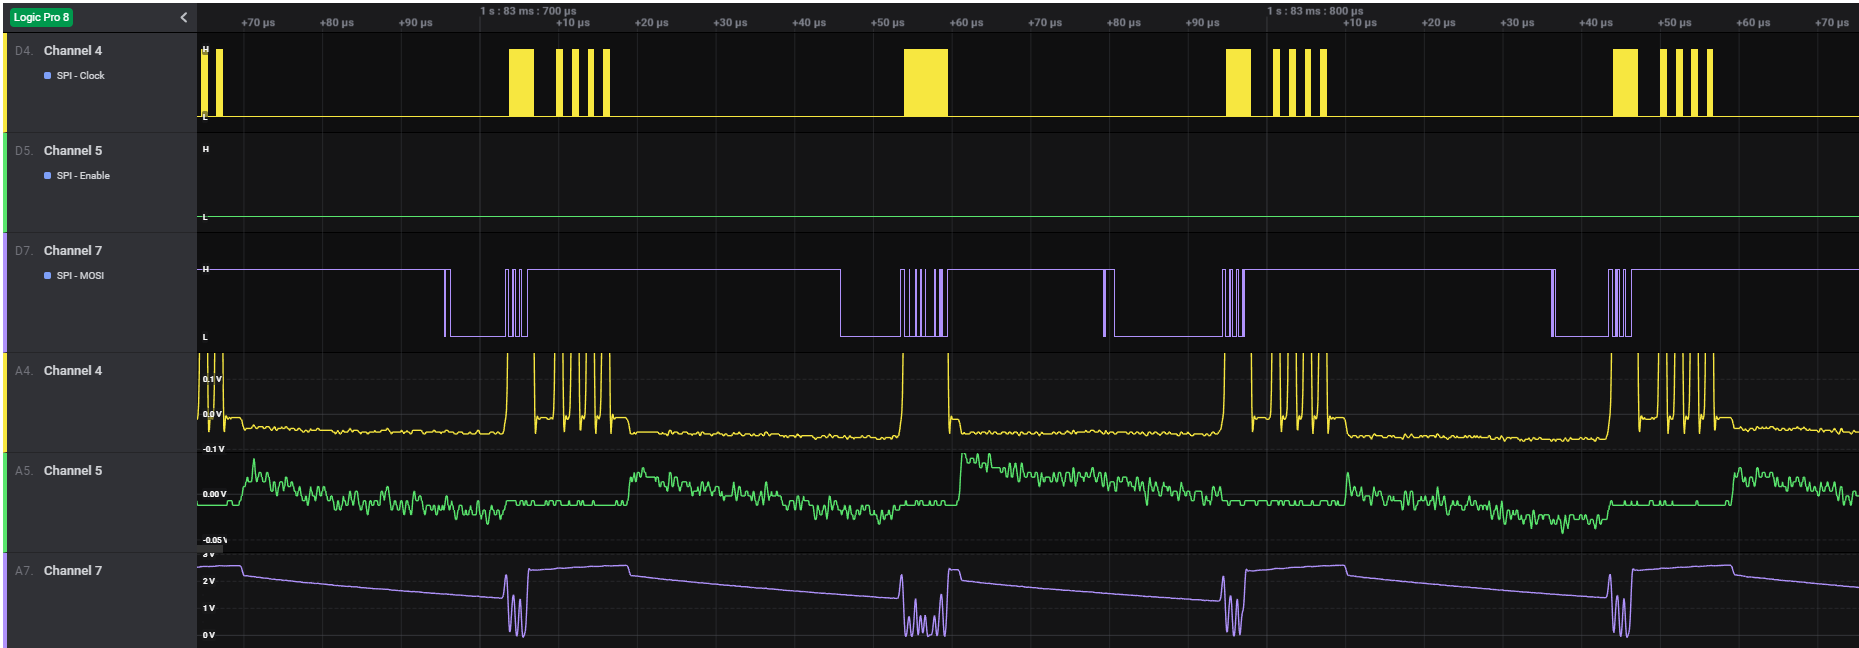 Logic Pro 8
1 s : 83 ms : 700 µs
1 s : 83 ms : 800 µs
+70 µs +80 µs +90 µs +10 µs +20 µs +30 µs +40 µs +50 µs +60 µs +70 µs +80 µs +90 µs +10 µs +20 µs +30 µs +40 µs +50 µs +60 µs +70 µs
D4. Channel 4
H
SPI - Clock
L
D5. Channel 5
H
SPI - Enable
L
D7. Channel 7
H
SPI - MOSI
L
A4. Channel 4
0.1 V
0.0 V
-0.1 V
A5. Channel 5
0.00 V
-0.05 V
A7. Channel 7
3 V
2 V
1 V
0 V